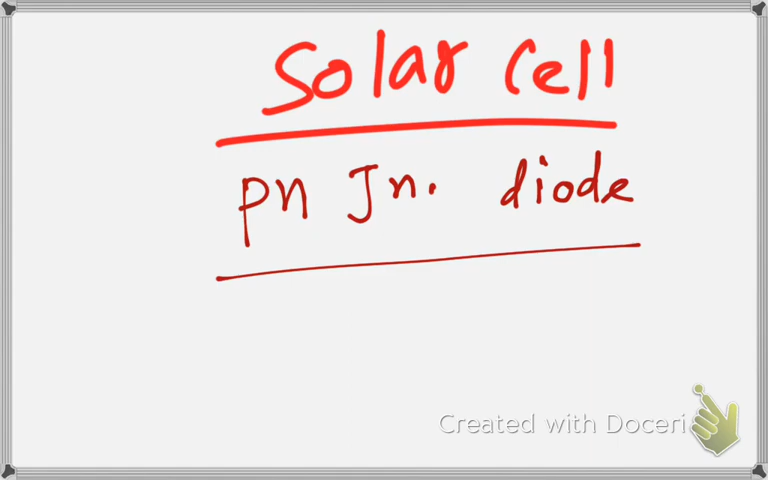 Solar Cell
pn Jn. diode
Created with Doceri